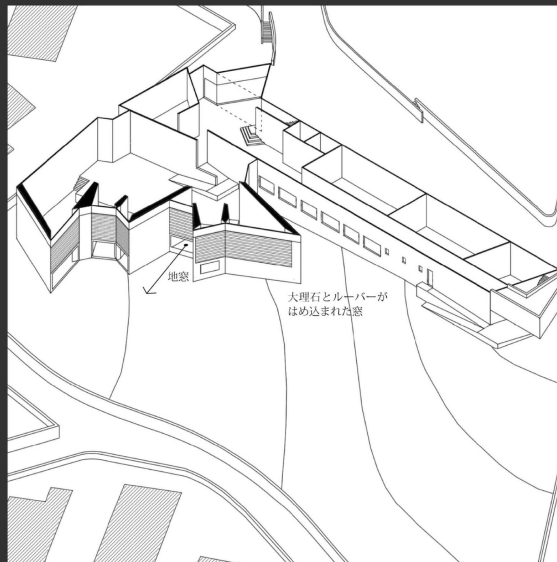 地窓
大理石とルーバーが
はめ込まれた窓